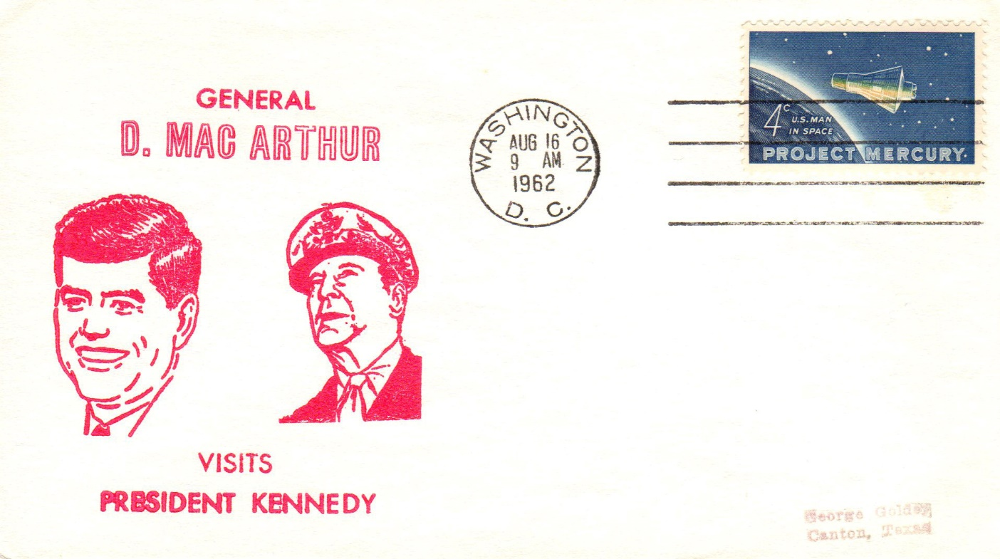 GENERAL
D. MAC ARTHUR
VISITS
PRESIDENT KENNEDY
WASHINGTON
AUG 16
9 AM
1962
D. C.
4c
U.S. MAN
IN SPACE
PROJECT MERCURY
George
Canton, Texas